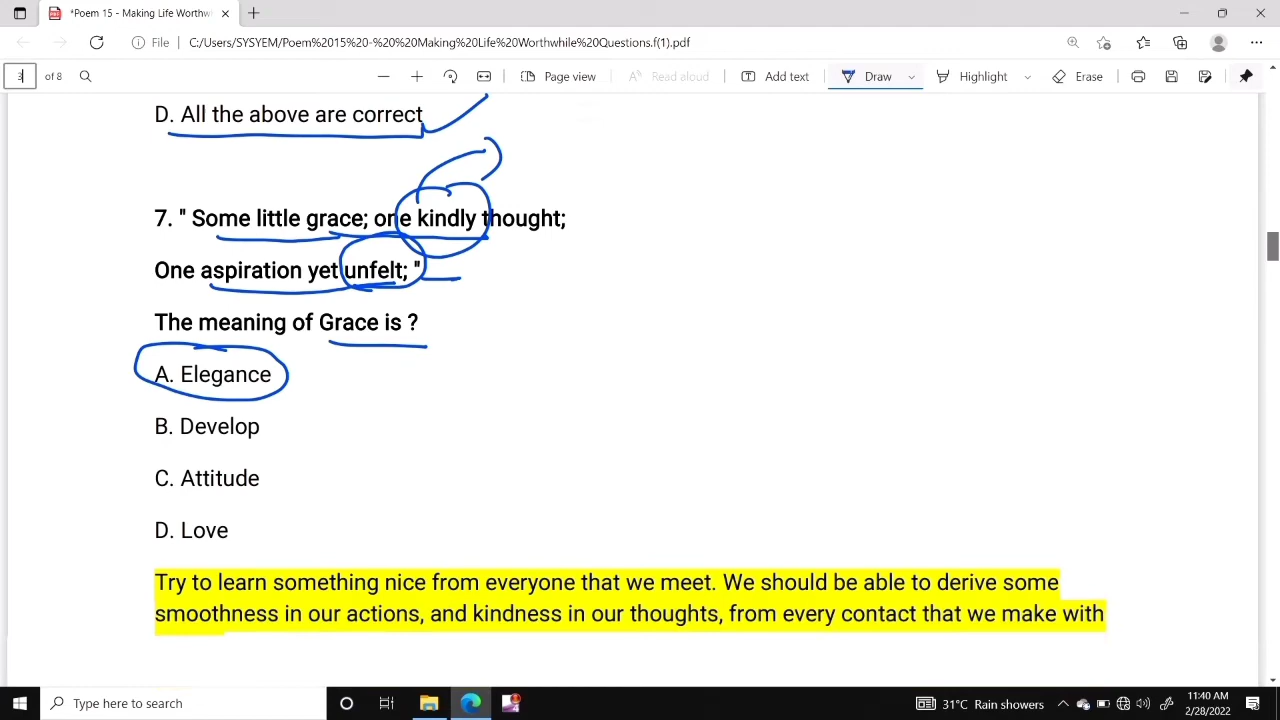 *Poem 15 - Making Life Worthw
File
C:/Users/SYSYEM/Poem%2015%20-%20%20Making%20Life%20Worthwhile%20Questions.f(1).pdf
3 of 8
Page view
Read aloud
Add text
Draw
Highlight
Erase
D. All the above are correct
7. " Some little grace; one kindly thought;
One aspiration yet unfelt; "
The meaning of Grace is ?
A. Elegance
B. Develop
C. Attitude
D. Love
Try to learn something nice from everyone that we meet. We should be able to derive some
smoothness in our actions, and kindness in our thoughts, from every contact that we make with
Type here to search
31°C Rain showers
11:40 AM
2/28/2022